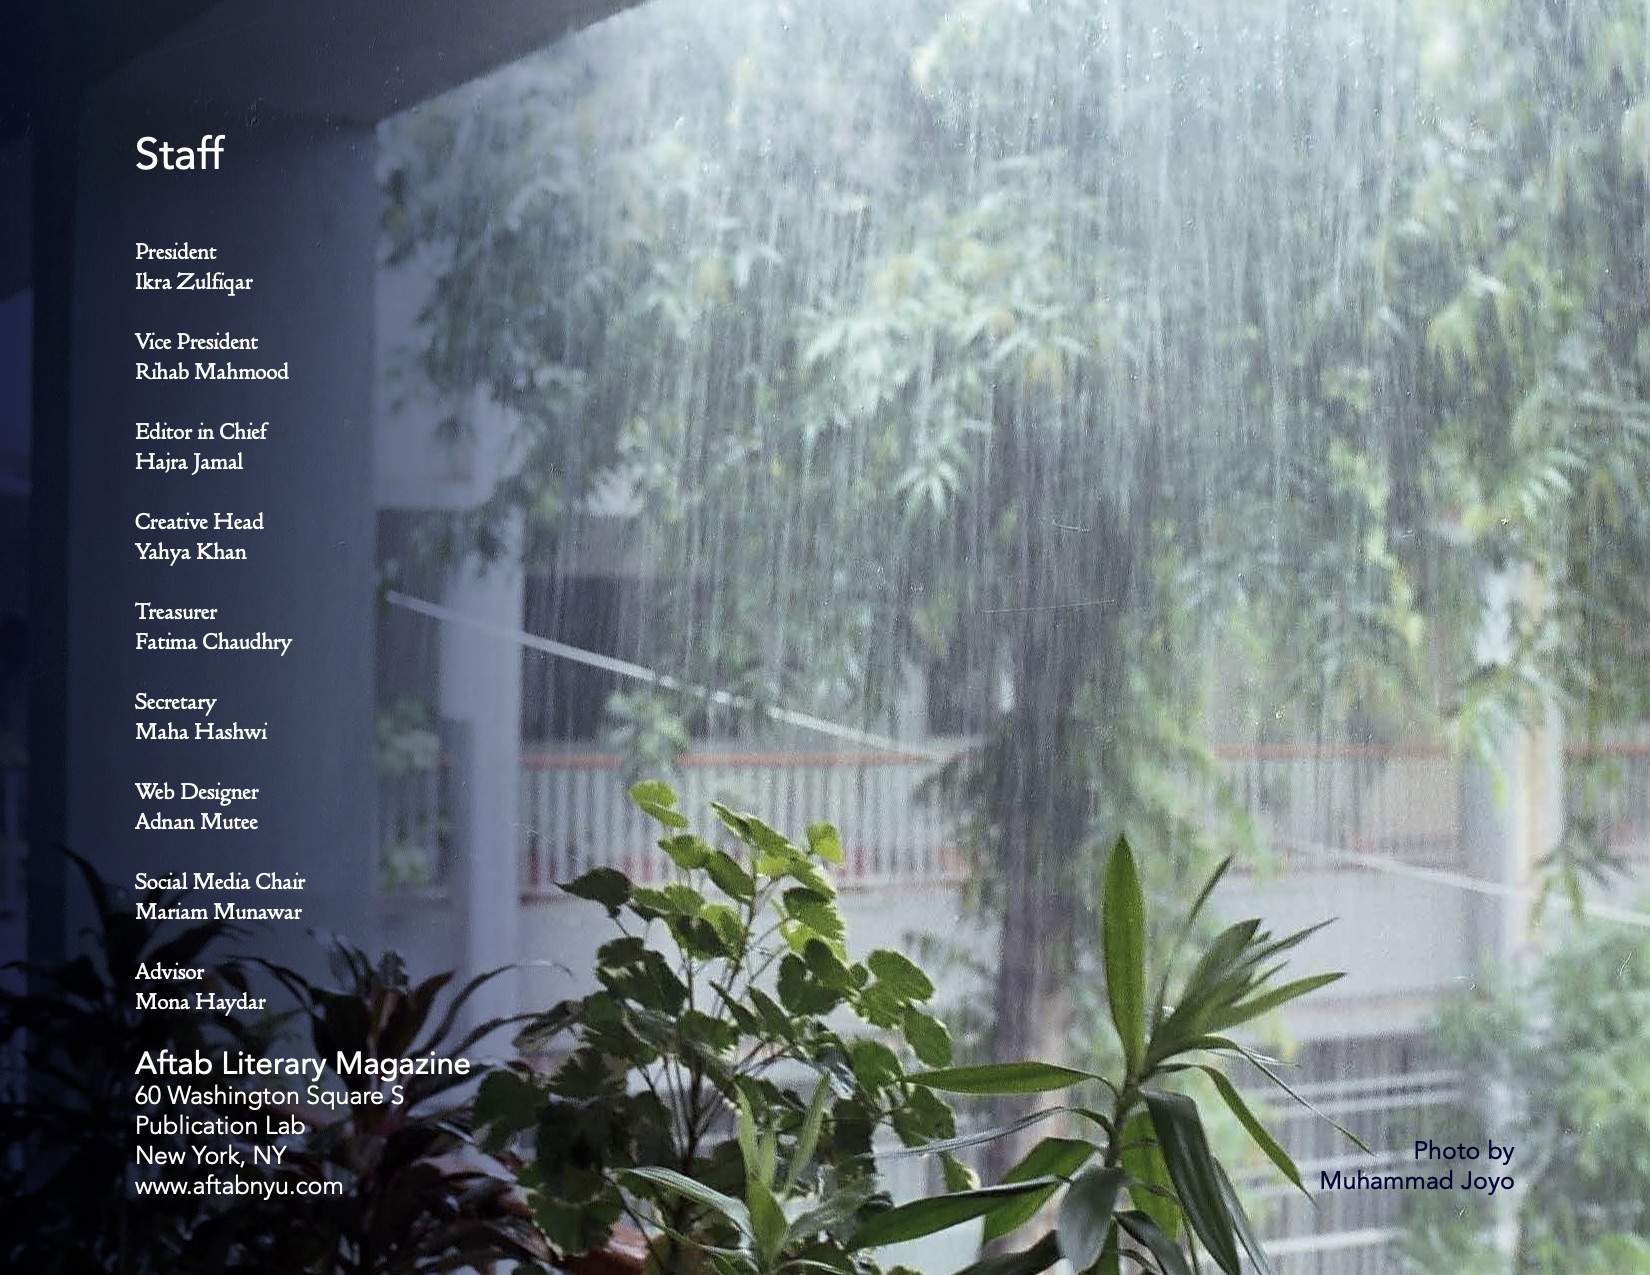 Staff
President
Ikra Zulfiqar
Vice President
Rihab Mahmood
Editor in Chief
Hajra Jamal
Creative Head
Yahya Khan
Treasurer
Fatima Chaudhry
Secretary
Maha Hashwi
Web Designer
Adnan Mutee
Social Media Chair
Mariam Munawar
Advisor
Mona Haydar
Aftab Literary Magazine
60 Washington Square S
Publication Lab
New York, NY
www.aftabnyu.com
Photo by
Muhammad Joyo